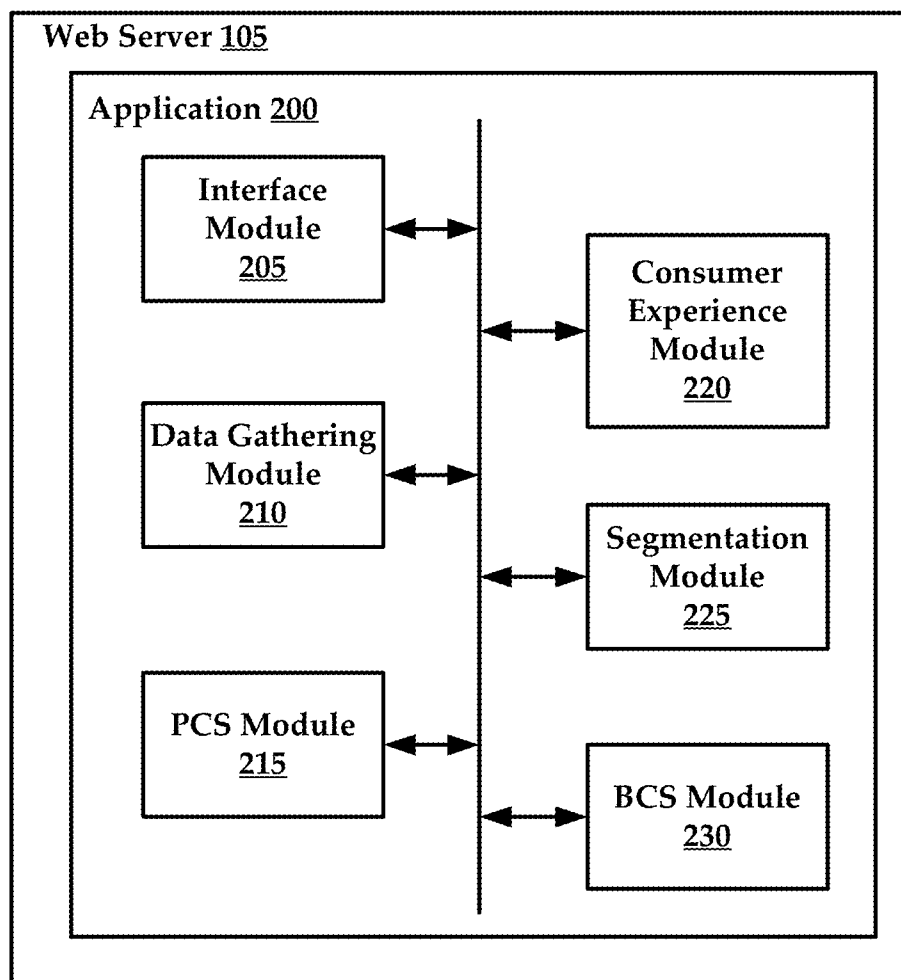 Web Server 105
Application 200
Interface
Module
205
Consumer
Experience
Module
220
Data Gathering
Module
210
Segmentation
Module
225
PCS Module
215
BCS Module
230